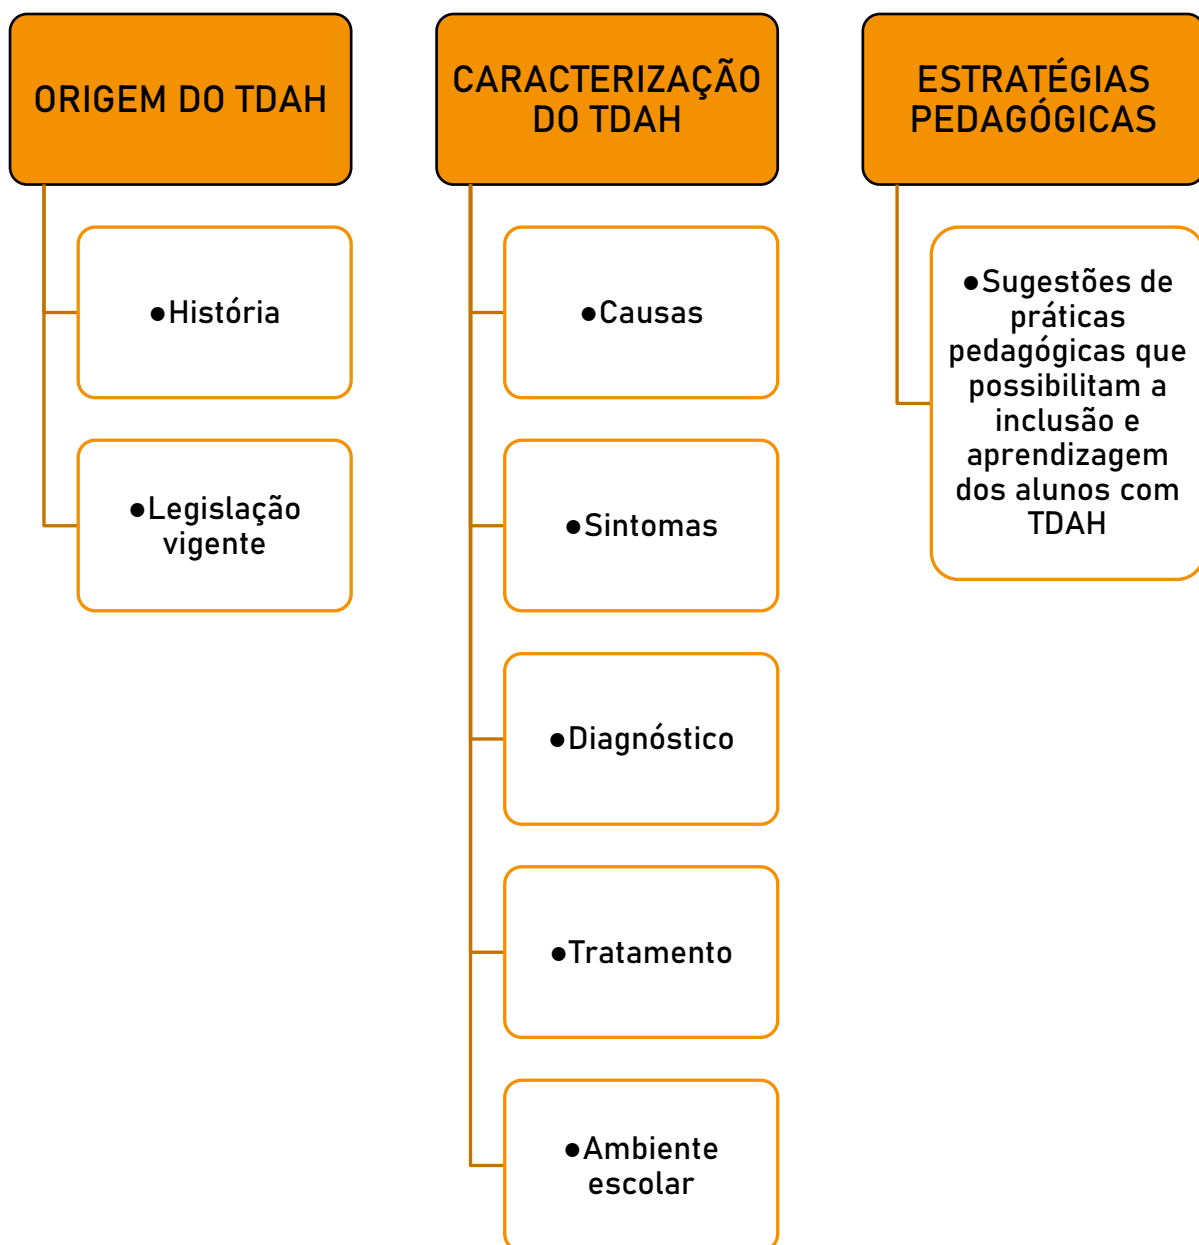 ORIGEM DO TDAH
●História
●Legislação
vigente
CARACTERIZAÇÃO
DO TDAH
●Causas
●Sintomas
●Diagnóstico
●Tratamento
●Ambiente
escolar
ESTRATÉGIAS
PEDAGÓGICAS
●Sugestões de
práticas
pedagógicas que
possibilitam a
inclusão e
aprendizagem
dos alunos com
TDAH